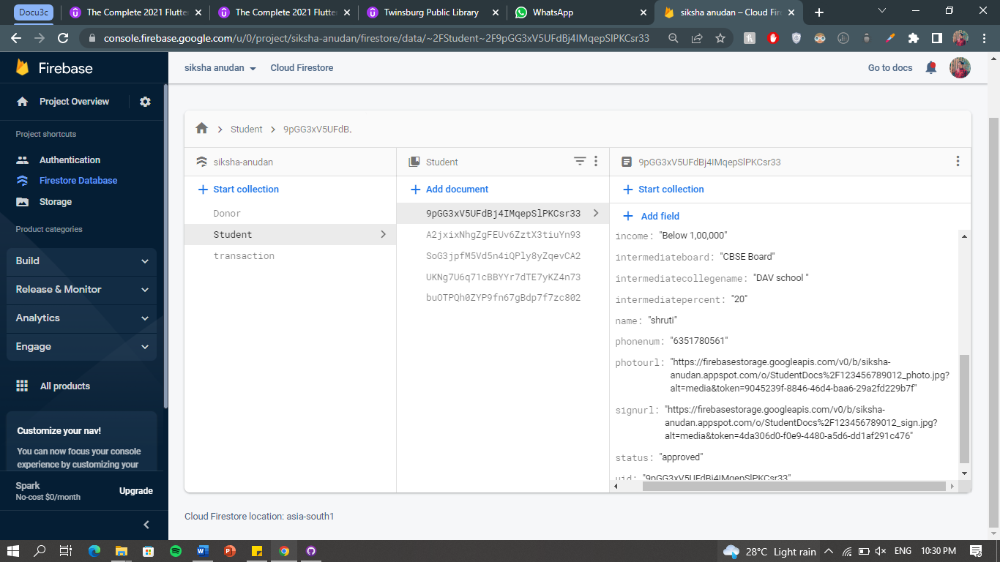 Docu3c
The Complete 2021 Flutter
The Complete 2021 Flutter
Twinsburg Public Library
WhatsApp
siksha anudan – Cloud Fire
console.firebase.google.com/u/0/project/siksha-anudan/firestore/data/~2FStudent~2F9pGG3xV5UFdBj4IMqepSlPKCsr33
Firebase
siksha anudan
Cloud Firestore
Go to docs
Project Overview
Project shortcuts
Authentication
Firestore Database
Storage
Product categories
Build
Release & Monitor
Analytics
Engage
All products
Customize your nav!
You can now focus your console
experience by customizing your
Spark
No-cost $0/month
Upgrade
Student
9pGG3xV5UFdB..
siksha-anudan
Start collection
Donor
Student
transaction
Student
Add document
9pGG3xV5UFdBj4IMqepSlPKCsr33
A2jxixNhgZgFEUv6ZztX3tiuYn93
SoG3jpfM5Vd5n4iQPly8yZqevCA2
UKNg7U6q71cBBYYr7dTE7yKZ4n73
buOTPQh0ZYP9fn67gBdp7f7zc802
9pGG3xV5UFdBj4IMqepSlPKCsr33
Start collection
Add field
income: "Below 1,00,000"
intermediateboard: "CBSE Board"
intermediatecollegename: "DAV school "
intermediatepercent: "20"
name: "shruti"
phonenum: "6351780561"
photourl: "https://firebasestorage.googleapis.com/v0/b/siksha-
anudan.appspot.com/o/StudentDocs%2F123456789012_photo.jpg?
alt=media&token=9045239f-8846-46d4-baa6-29a2fd229b7f"
signurl: "https://firebasestorage.googleapis.com/v0/b/siksha-
anudan.appspot.com/o/StudentDocs%2F123456789012_sign.jpg?
alt=media&token=4da306d0-f0e9-4480-a5d6-dd1af291c476"
status: "approved"
uid: "9pGG3xV5UFdBj4IMqepSlPKCsr33"
Cloud Firestore location: asia-south1
28°C Light rain
ENG
10:30 PM